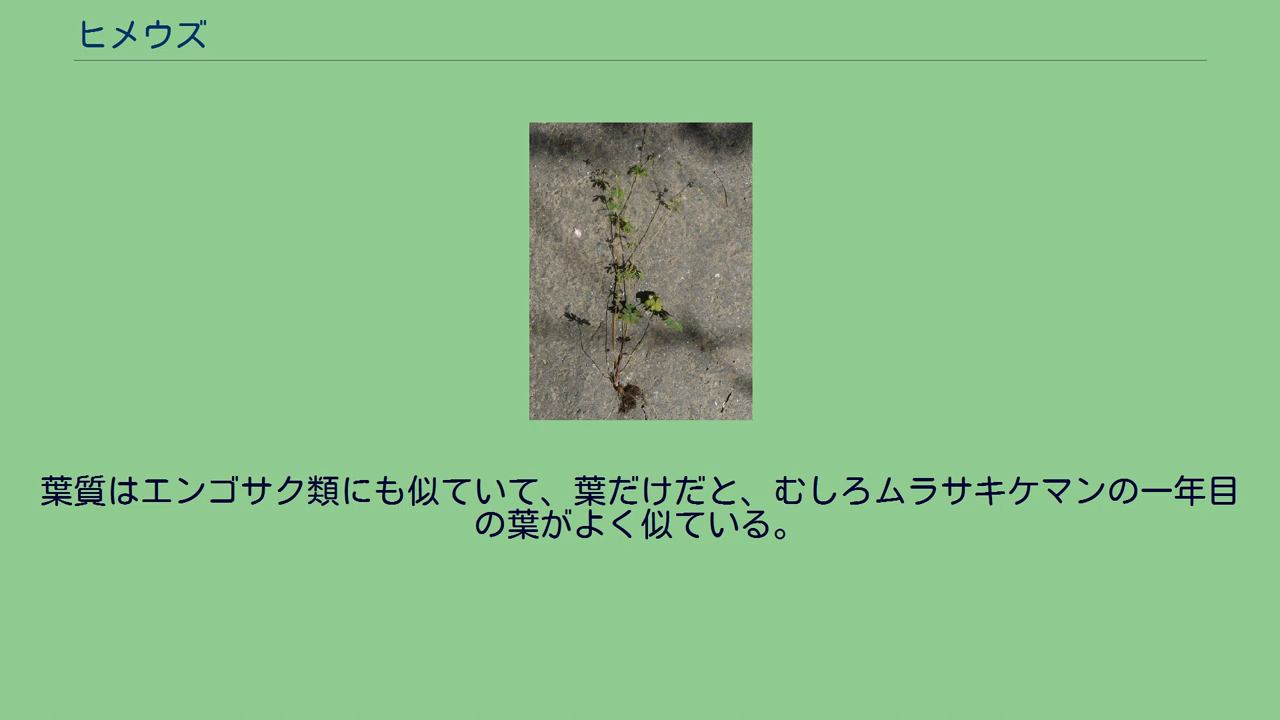 ヒメウズ
葉質はエンゴサク類にも似ていて、葉だけだと、むしろムラサキケマンの一年目
の葉がよく似ている。